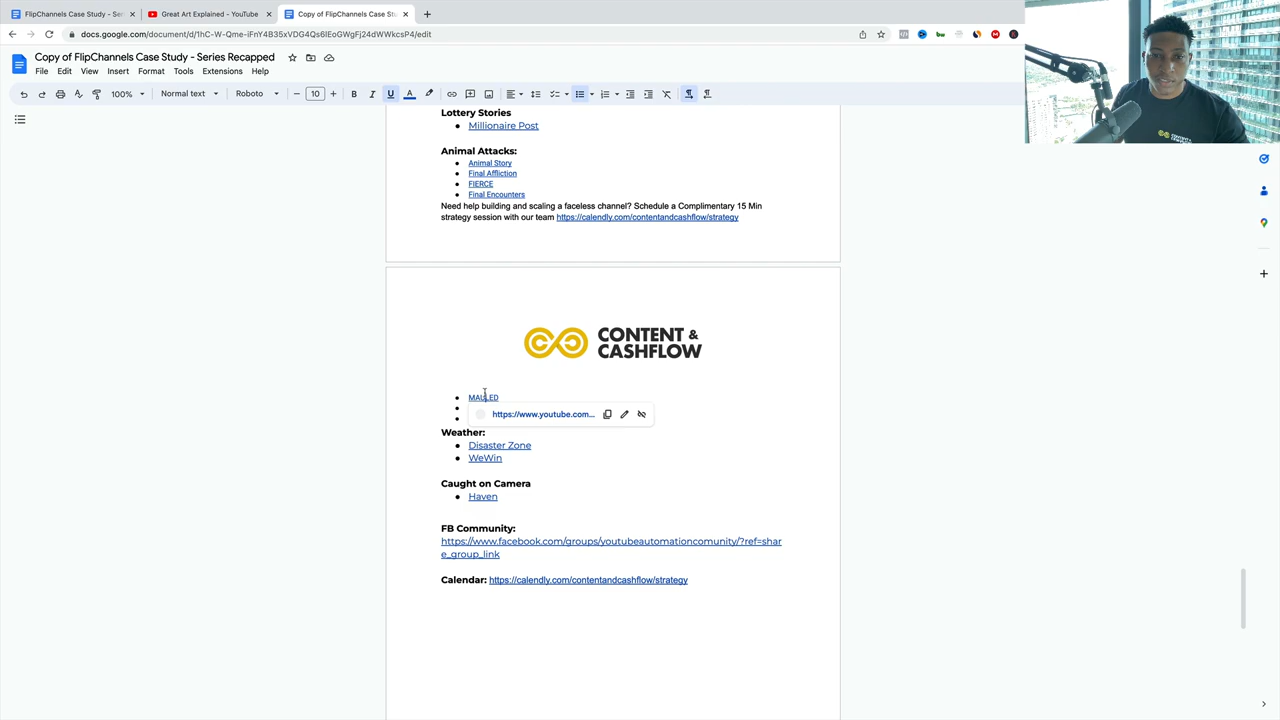 FlipChannels Case Study - Seri
Great Art Explained - YouTube
Copy of FlipChannels Case Stu
docs.google.com/document/d/1hC-W-Qme-iFnY4B35xVDG4Qs6IEoGWgFj24dWWkcsP4/edit
Copy of FlipChannels Case Study - Series Recapped
File Edit View Insert Format Tools Extensions Help
100% Normal text Roboto 10
Lottery Stories
Millionaire Post
Animal Attacks:
Animal Story
Final Affliction
FIERCE
Final Encounters
Need help building and scaling a faceless channel? Schedule a Complimentary 15 Min
strategy session with our team https://calendly.com/contentandcashflow/strategy
CONTENT &
CASHFLOW
MAULED
https://www.youtube.com...
Weather:
Disaster Zone
WeWin
Caught on Camera
Haven
FB Community:
https://www.facebook.com/groups/youtubeautomationcomunity/?ref=shar
e_group_link
Calendar: https://calendly.com/contentandcashflow/strategy